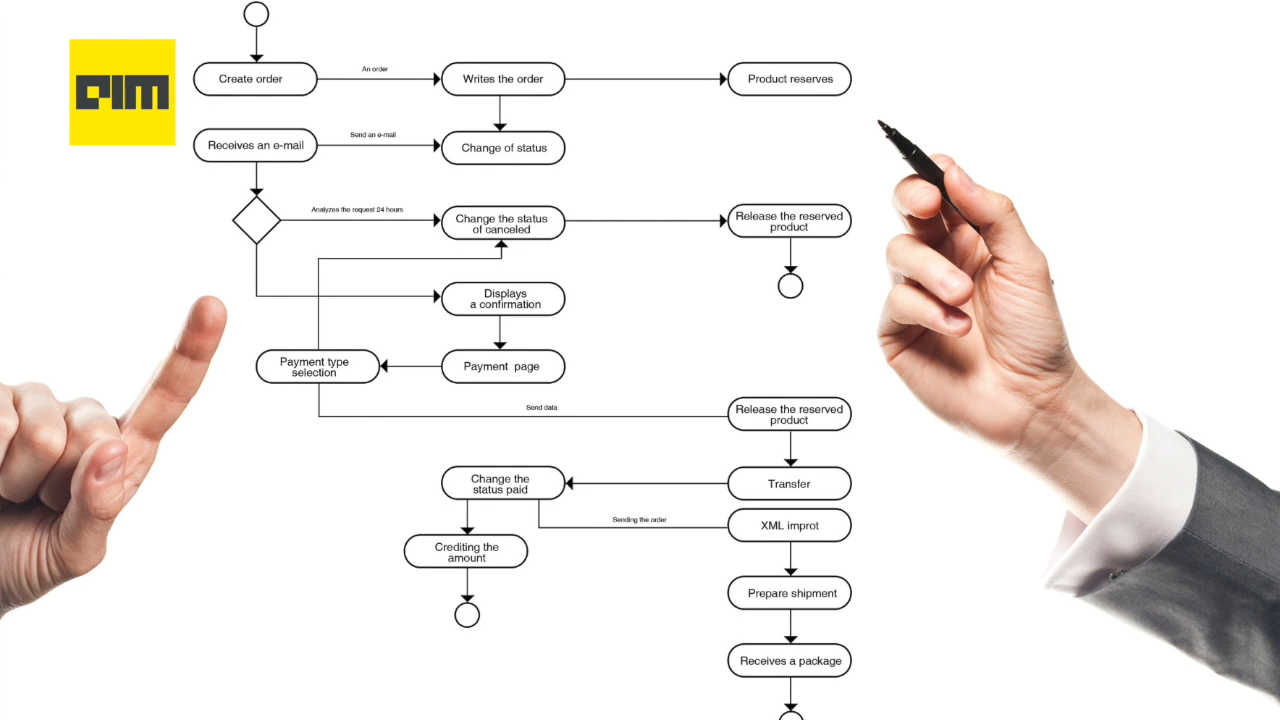 AIM
Create order
An order
Writes the order
Product reserves
Receives an e-mail
Send an e-mail
Change of status
Analyzes the request 24 hours
Change the status
of canceled
Release the reserved
product
Displays
a confirmation
Payment type
selection
Payment  page
Send data
Release the reserved
product
Change the
status paid
Transfer
Sending the order
XML improt
Crediting the
amount
Prepare shipment
Receives a package